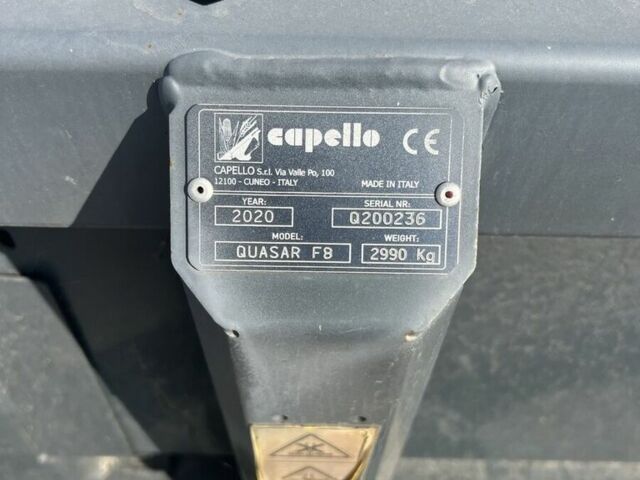 capello CE
CAPELLO S.r.l. Via Valle Po, 100
12100 - CUNEO - ITALY MADE IN ITALY
YEAR: SERIAL NR:
2020 Q200236
MODEL: WEIGHT:
QUASAR F8 2990 Kg